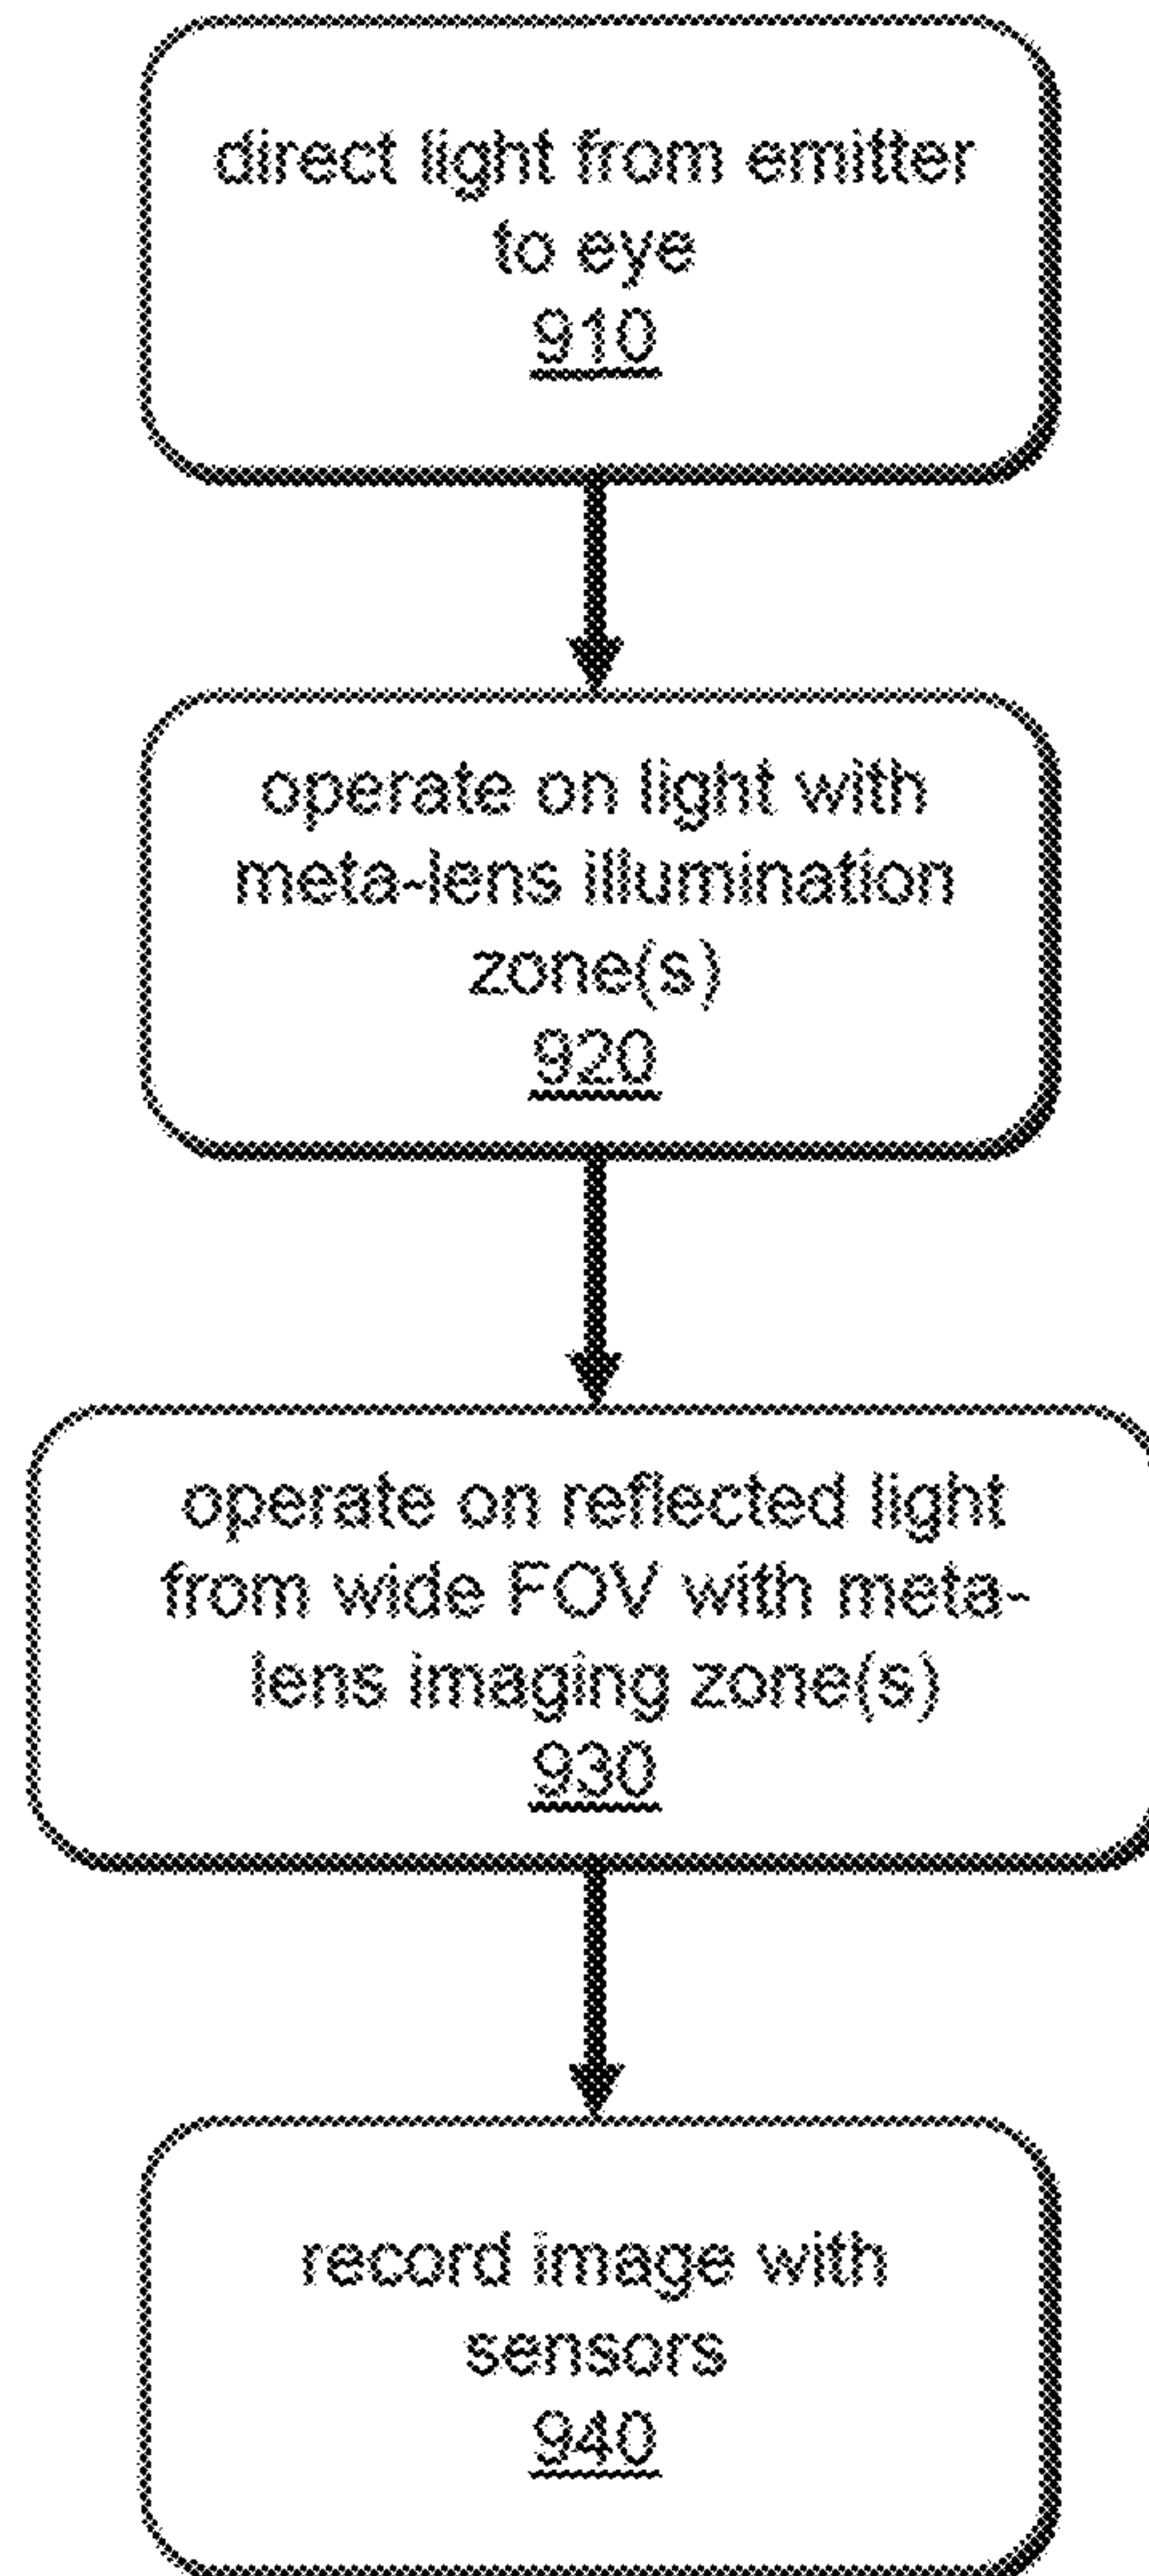 direct light from emitter
to eye
910
operate on light with
meta-lens illumination
zone(s)
920
operate on reflected light
from wide FOV with meta-
lens imaging zone(s)
930
record image with
sensors
940